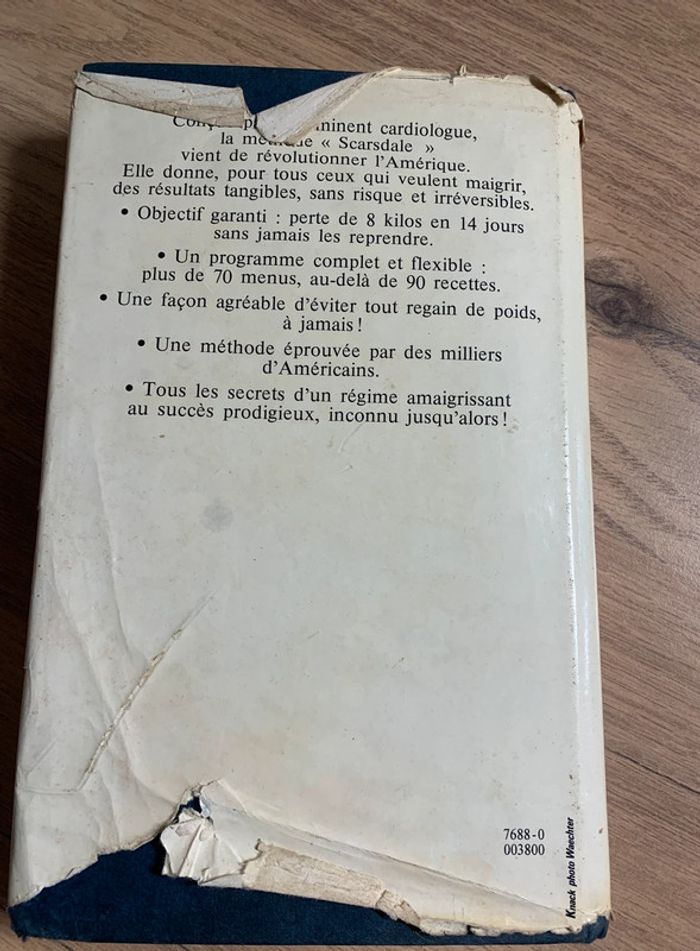 inent cardiologue,
la « Scarsdale »
vient de révolutionner l'Amérique.
Elle donne, pour tous ceux qui veulent maigrir,
des résultats tangibles, sans risque et irréversibles.
• Objectif garanti : perte de 8 kilos en 14 jours
sans jamais les reprendre.
• Un programme complet et flexible :
plus de 70 menus, au-delà de 90 recettes.
• Une façon agréable d'éviter tout regain de poids,
à jamais !
• Une méthode éprouvée par des milliers
d'Américains.
• Tous les secrets d'un régime amaigrissant
au succès prodigieux, inconnu jusqu'alors !
7688-0
003800
Knack photo Waechter